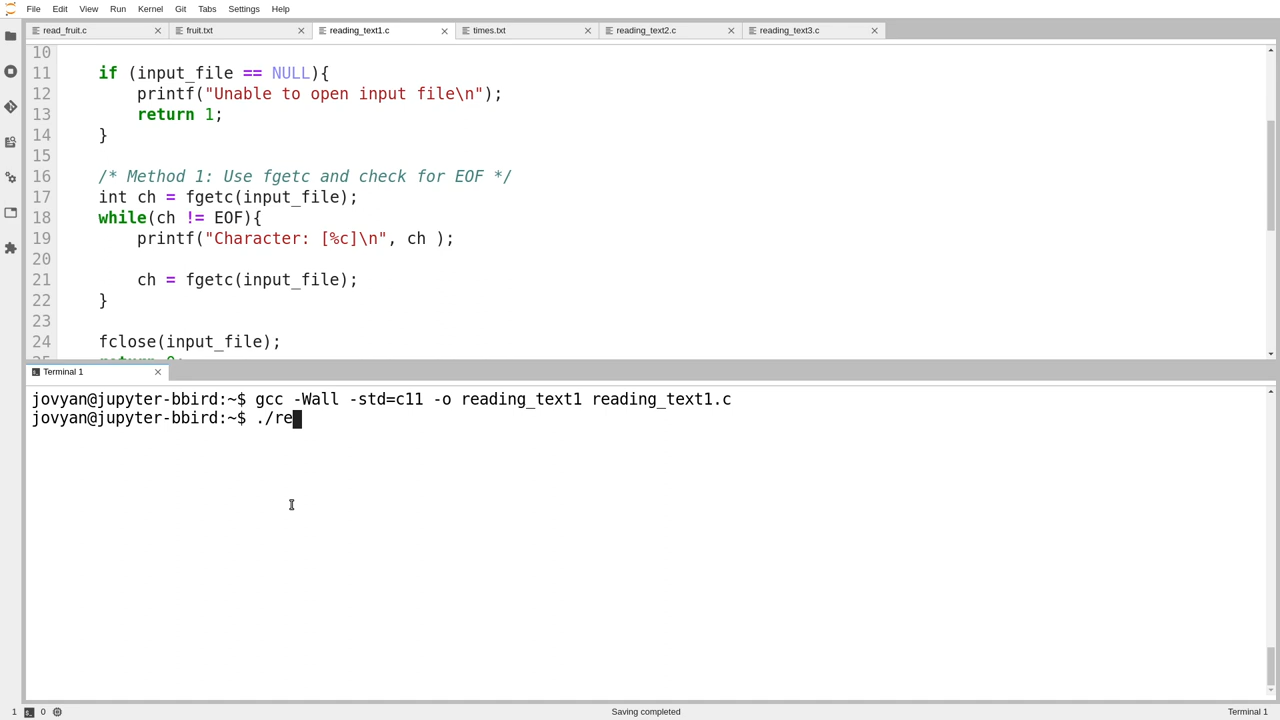 File Edit View Run Kernel Git Tabs Settings Help
read_fruit.c fruit.txt reading_text1.c times.txt reading_text2.c reading_text3.c
10
11 if (input_file == NULL){
12 printf("Unable to open input file\n");
13 return 1;
14 }
15
16 /* Method 1: Use fgetc and check for EOF */
17 int ch = fgetc(input_file);
18 while(ch != EOF){
19 printf("Character: [%c]\n", ch );
20
21 ch = fgetc(input_file);
22 }
23
24 fclose(input_file);
25 return 0;
Terminal 1
jovyan@jupyter-bbird:~$ gcc -Wall -std=c11 -o reading_text1 reading_text1.c
jovyan@jupyter-bbird:~$ ./re
1 0 Saving completed Terminal 1